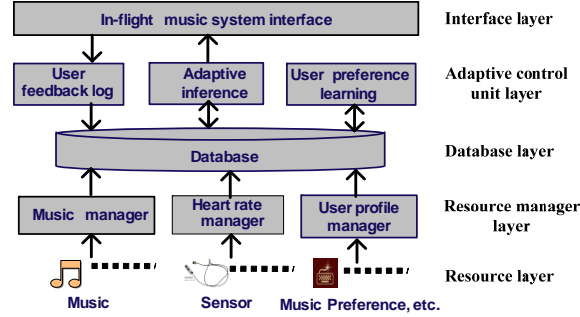 In-flight music system interface
Interface layer
User
feedback log
Adaptive
inference
User preference
learning
Adaptive control
unit layer
Database
Database layer
Music manager
Heart rate
manager
User profile
manager
Resource manager
layer
Resource layer
Music
Sensor
Music Preference, etc.